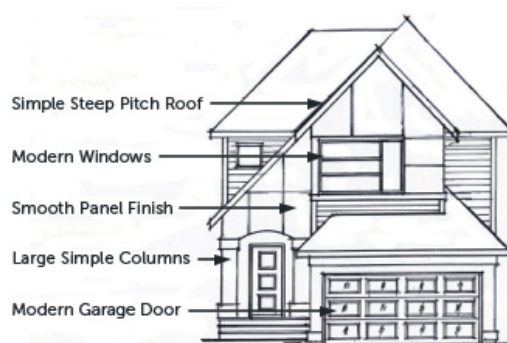 Simple Steep Pitch Roof
Modern Windows
Smooth Panel Finish
Large Simple Columns
Modern Garage Door